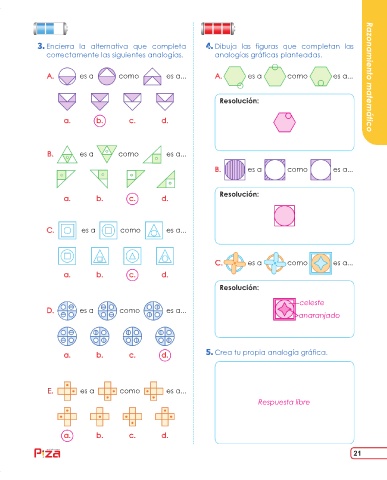 3. Encierra la alternativa que completa
correctamente las siguientes analogías.
A. es a como es a...
a. b. c. d.
B. es a como es a...
a. b. c. d.
C. es a como es a...
a. b. c. d.
D. es a como es a...
a. b. c. d.
E. es a como es a...
a. b. c. d.
4. Dibuja las figuras que completan las
analogías gráficas planteadas.
A. es a como es a...
Resolución:
B. es a como es a...
Resolución:
C. es a como es a...
Resolución:
celeste
anaranjado
5. Crea tu propia analogía gráfica.
Respuesta libre
Razonamiento matemático
Piza
21